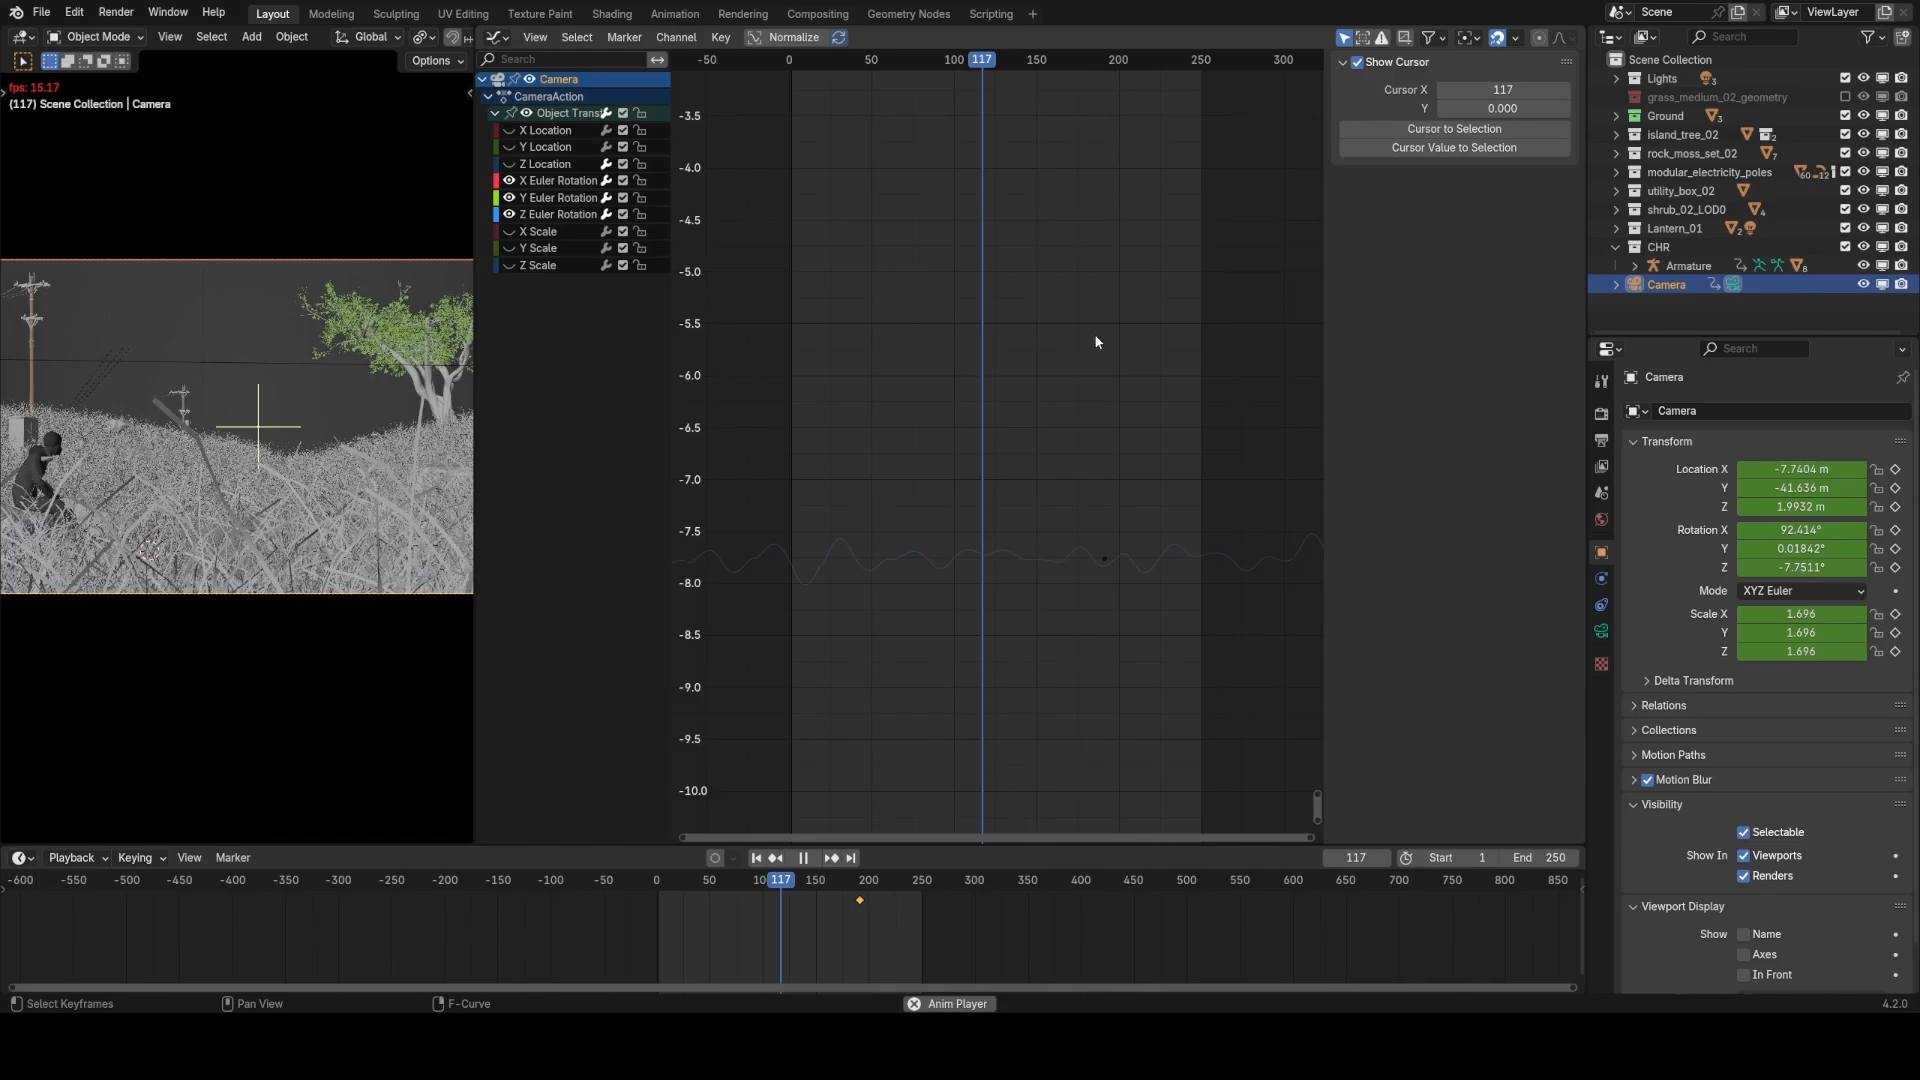 File Edit Render Window Help Layout Modeling Sculpting UV Editing Texture Paint Shading Animation Rendering Compositing Geometry Nodes Scripting + Scene ViewLayer
Object Mode View Select Add Object Global View Select Marker Channel Key Normalize Search
Options Search -50 0 50 100 117 150 200 250 300 Show Cursor Scene Collection
fps: 15.17
(117) Scene Collection | Camera
Camera
CameraAction
Object Transf
X Location
Y Location
Z Location
X Euler Rotation
Y Euler Rotation
Z Euler Rotation
X Scale
Y Scale
Z Scale
-3.5
-4.0
-4.5
-5.0
-5.5
-6.0
-6.5
-7.0
-7.5
-8.0
-8.5
-9.0
-9.5
-10.0
Cursor X 117
Y 0.000
Cursor to Selection
Cursor Value to Selection
Lights 3
grass_medium_02_geometry
Ground 3
island_tree_02 2
rock_moss_set_02 7
modular_electricity_poles 60 12
utility_box_02
shrub_02_LOD0 4
Lantern_01 2
CHR
Armature 8
Camera
Search
Camera
Camera
Transform
Location X -7.7404 m
Y -41.636 m
Z 1.9932 m
Rotation X 92.414°
Y 0.01842°
Z -7.7511°
Mode XYZ Euler
Scale X 1.696
Y 1.696
Z 1.696
Delta Transform
Relations
Collections
Motion Paths
Motion Blur
Visibility
Selectable
Show In Viewports
Renders
Viewport Display
Show Name
Axes
In Front
Playback Keying View Marker 117 Start 1 End 250
-600 -550 -500 -450 -400 -350 -300 -250 -200 -150 -100 -50 0 50 10 117 150 200 250 300 350 400 450 500 550 600 650 700 750 800 850
Select Keyframes Pan View F-Curve Anim Player 4.2.0